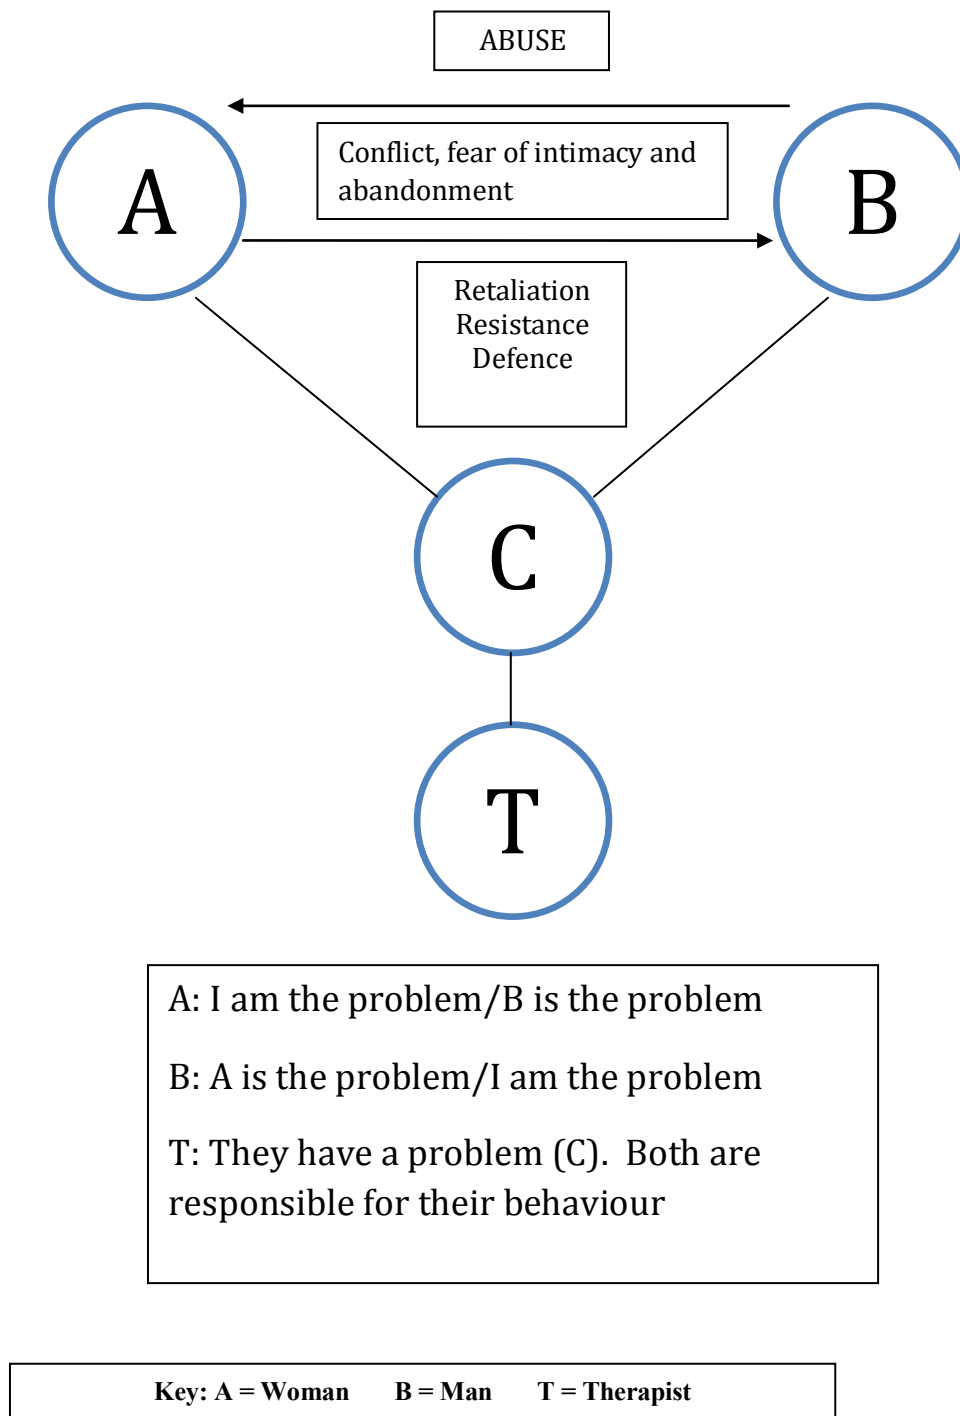 ABUSE
Conflict, fear of intimacy and
abandonment
A
B
Retaliation
Resistance
Defence
C
T
A: I am the problem/B is the problem
B: A is the problem/I am the problem
T: They have a problem (C).  Both are
responsible for their behaviour
Key: A = Woman B = Man T = Therapist